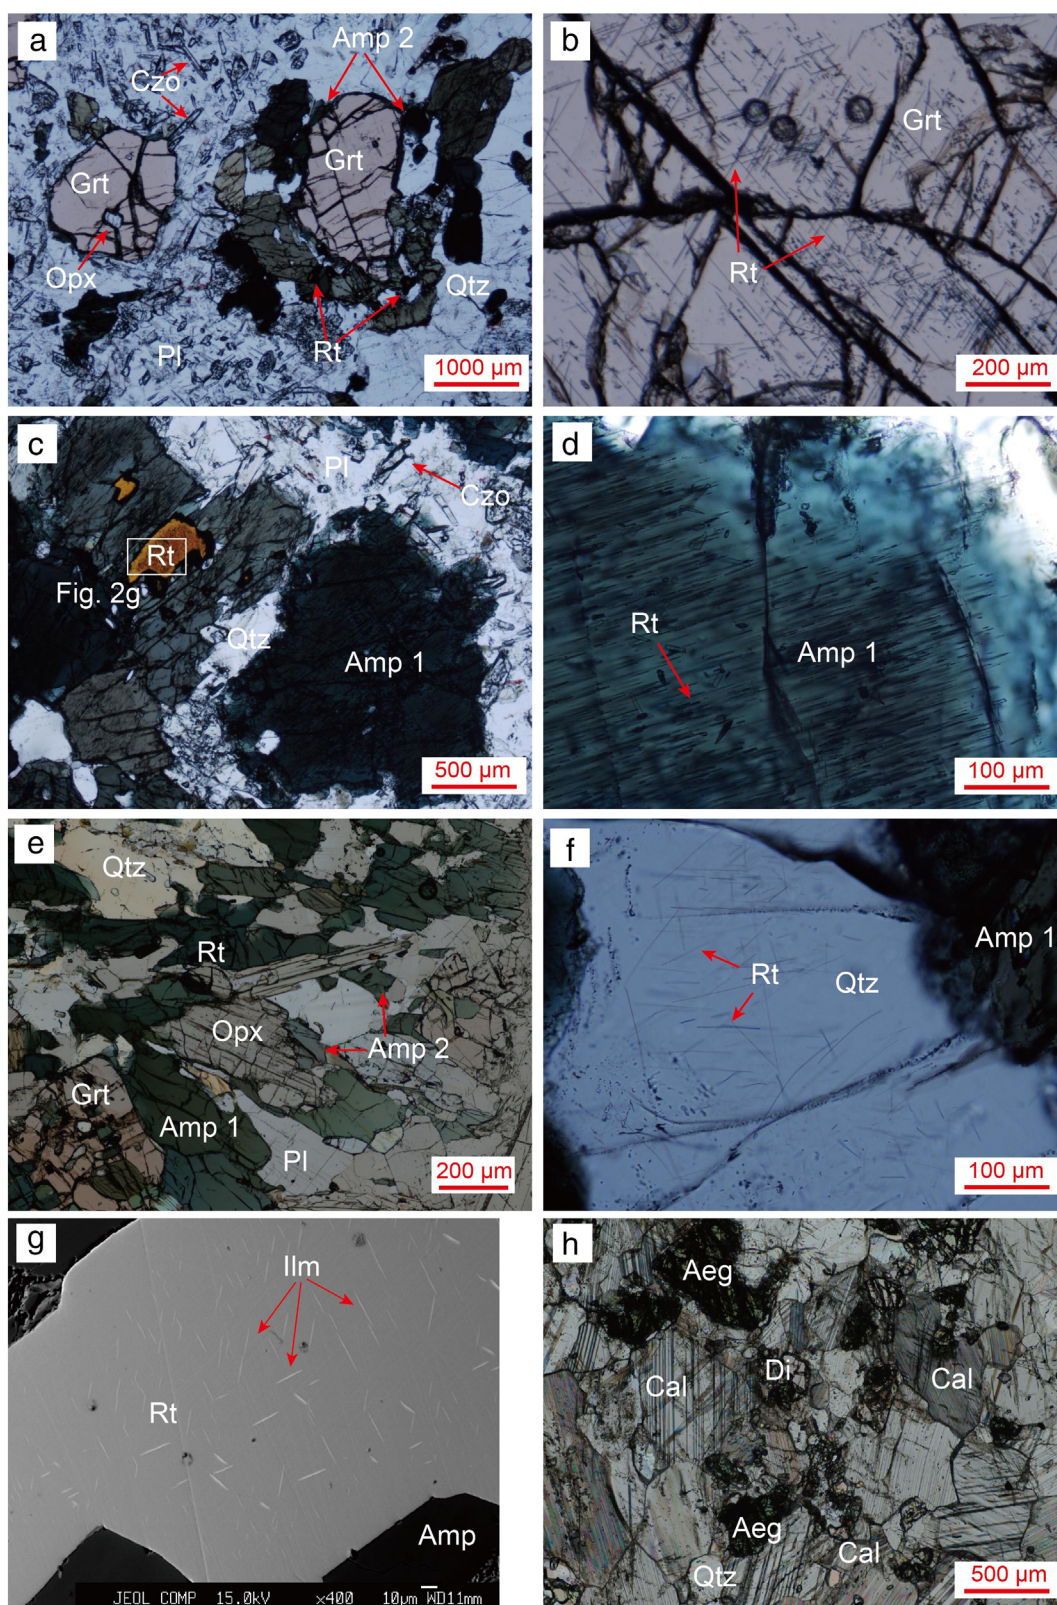 a
Amp 2
Czo
Grt
Grt
Opx
Qtz
Rt
Pl
1000 µm
b
Grt
Rt
200 µm
c
Pl
Czo
Rt
Fig. 2g
Qtz
Amp 1
500 µm
d
Rt
Amp 1
100 µm
e
Qtz
Rt
Opx
Amp 2
Grt
Amp 1
Pl
200 µm
f
Amp 1
Rt
Qtz
100 µm
g
Ilm
Rt
Amp
JEOL COMP 15.0kV ×400 10µm WD11mm
h
Aeg
Di
Cal
Cal
Aeg
Cal
Qtz
500 µm